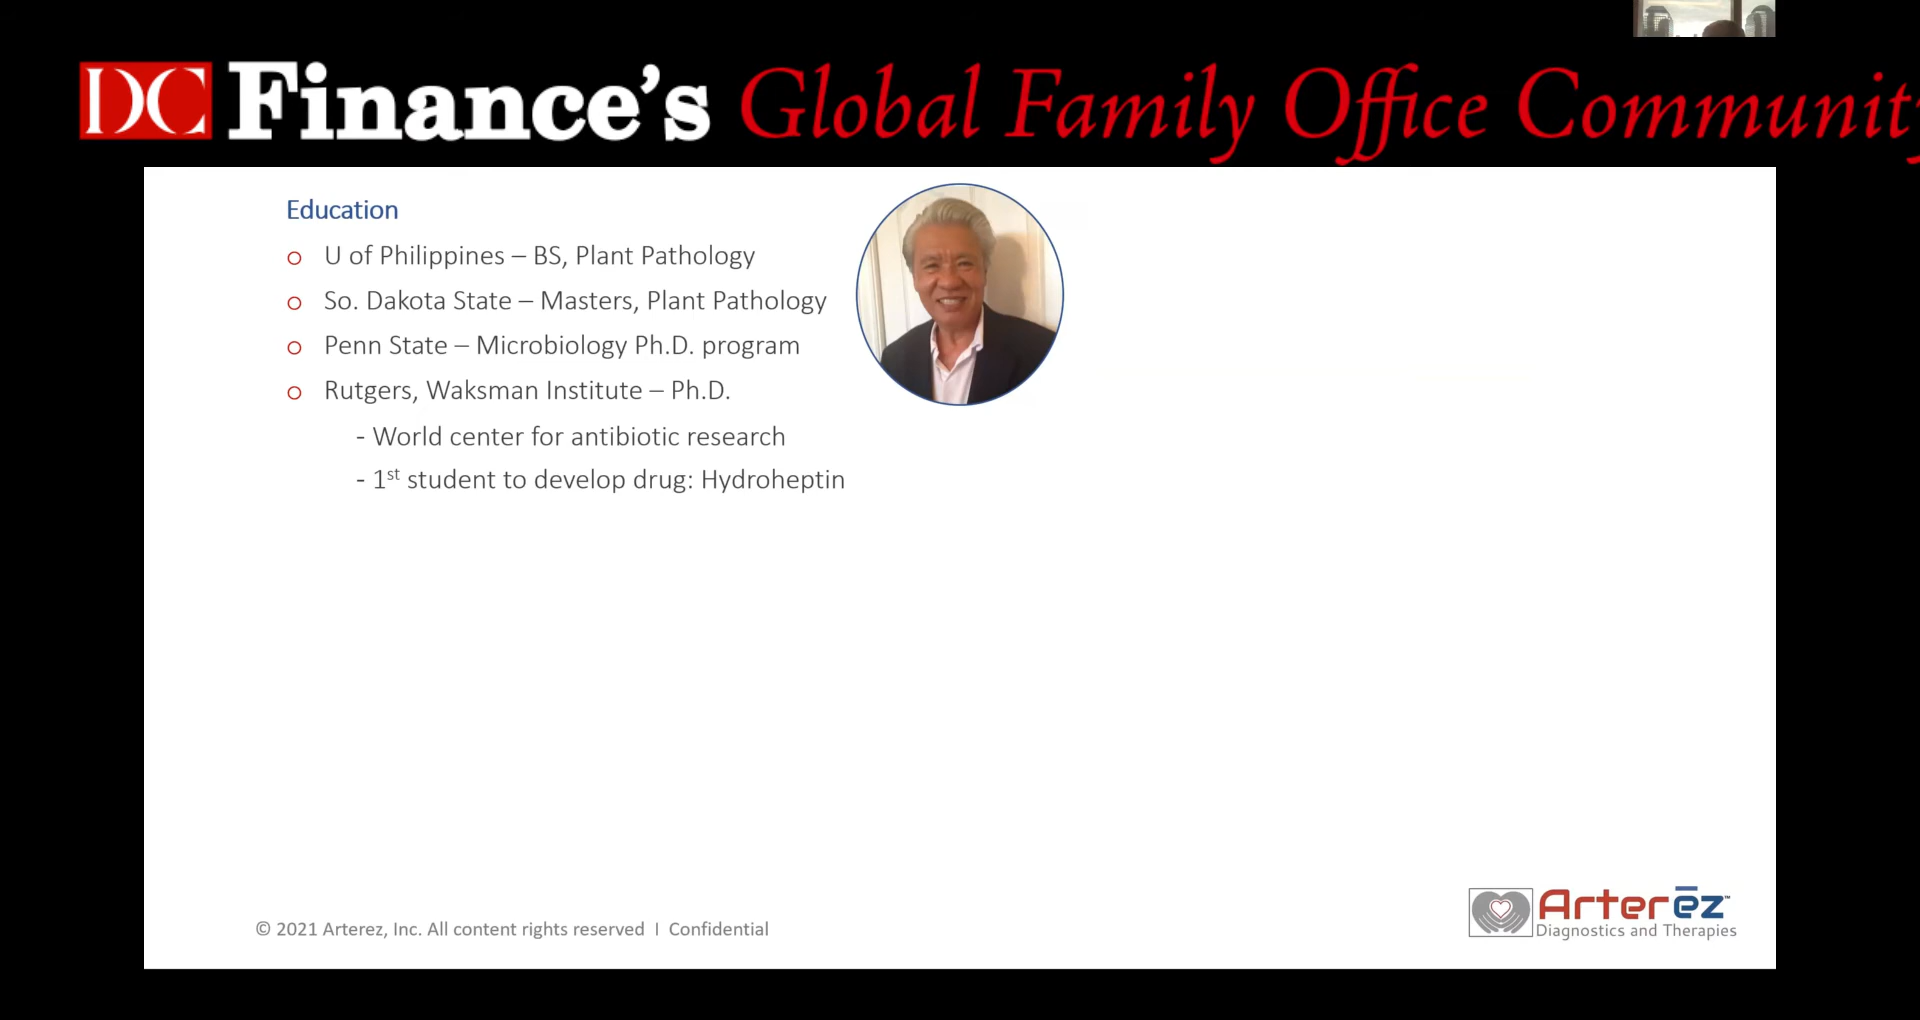 DC Finance's Global Family Office Community
Education
o U of Philippines – BS, Plant Pathology
o So. Dakota State – Masters, Plant Pathology
o Penn State – Microbiology Ph.D. program
o Rutgers, Waksman Institute – Ph.D.
- World center for antibiotic research
- 1st student to develop drug: Hydroheptin
© 2021 Arterez, Inc. All content rights reserved | Confidential
Arterēz™
Diagnostics and Therapies